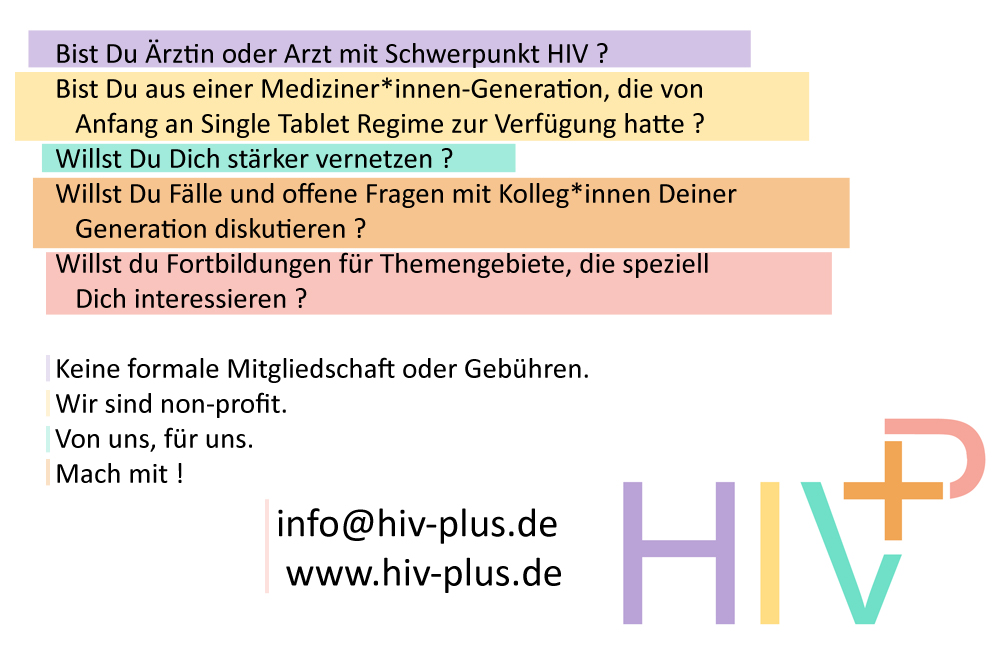 Bist Du Ärztin oder Arzt mit Schwerpunkt HIV ?
Bist Du aus einer Mediziner*innen-Generation, die von
Anfang an Single Tablet Regime zur Verfügung hatte ?
Willst Du Dich stärker vernetzen ?
Willst Du Fälle und offene Fragen mit Kolleg*innen Deiner
Generation diskutieren ?
Willst du Fortbildungen für Themengebiete, die speziell
Dich interessieren ?
Keine formale Mitgliedschaft oder Gebühren.
Wir sind non-profit.
Von uns, für uns.
Mach mit !
info@hiv-plus.de
www.hiv-plus.de
HIV+P